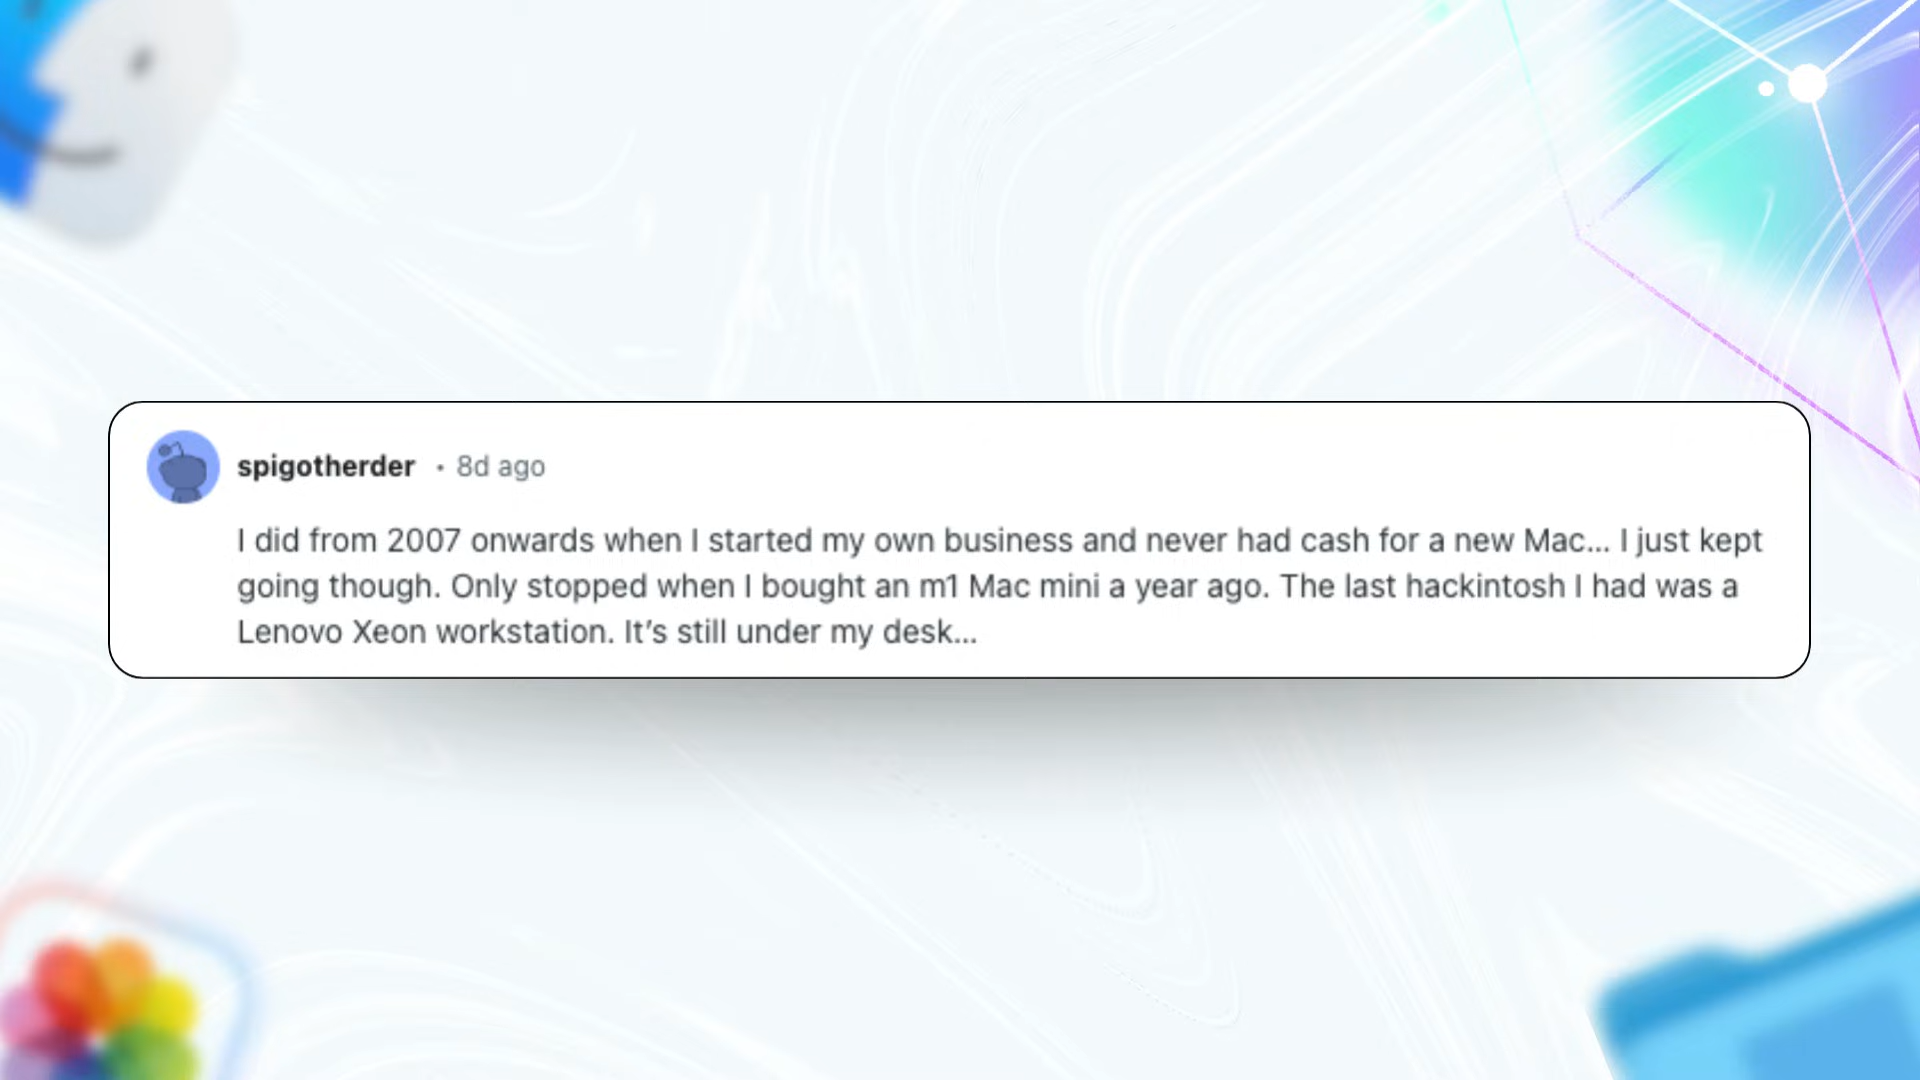 spigotherder • 8d ago
I did from 2007 onwards when I started my own business and never had cash for a new Mac... I just kept
going though. Only stopped when I bought an m1 Mac mini a year ago. The last hackintosh I had was a
Lenovo Xeon workstation. It’s still under my desk...